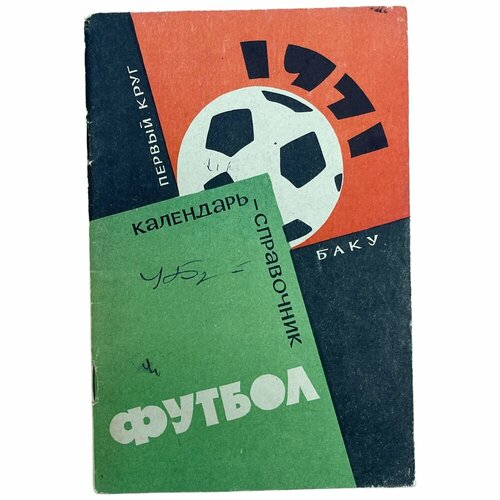 1971
ПЕРВЫЙ КРУГ
КАЛЕНДАРЬ-СПРАВОЧНИК
БАКУ
ФУТБОЛ